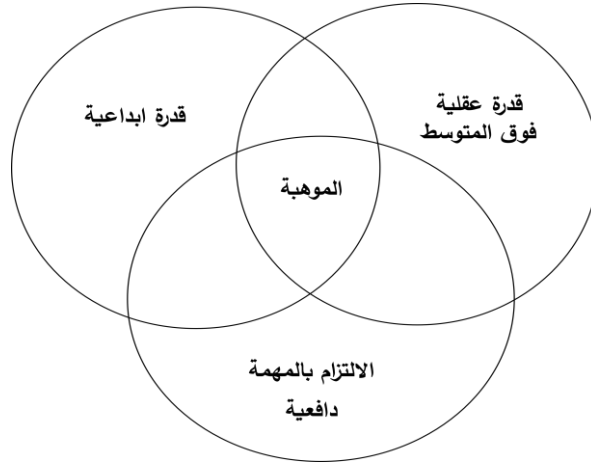 قدرة عقلية
فوق المتوسط
قدرة ابداعية
الموهبة
الالتزام بالمهمة
دافعية